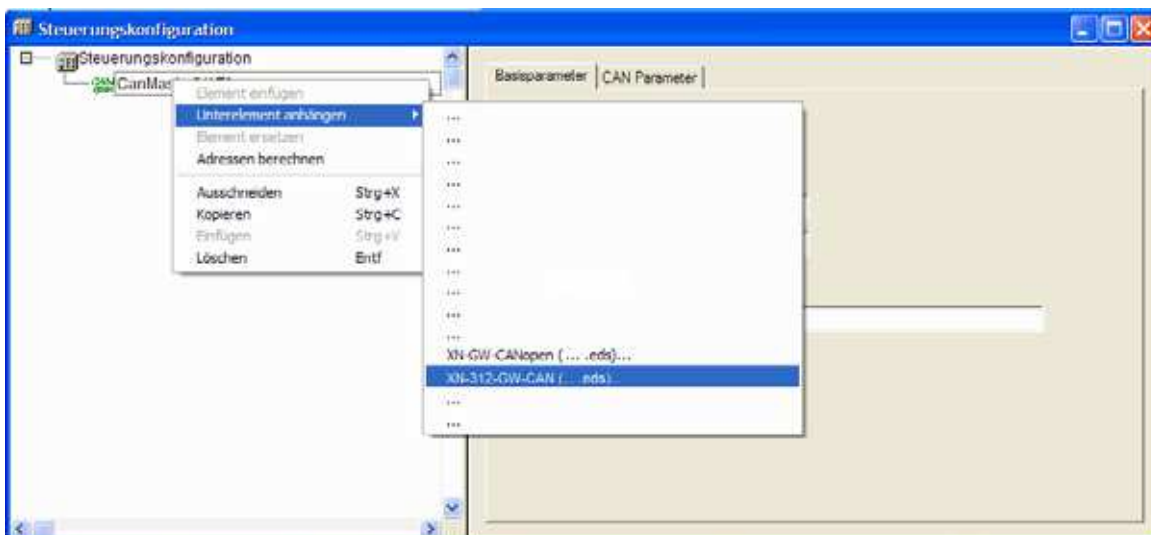 Steuerungskonfiguration
Steuerungskonfiguration
Basisparameter
CAN Parameter
Element einfügen
Unterelement anhängen
Element ersetzen
Adressen berechnen
Ausschneiden Strg+X
Kopieren Strg+C
Einfügen Strg+V
Löschen Entf
...
...
...
...
...
...
...
...
...
...
...
XN-GW-CANopen ( ... .eds)...
XN-312-GW-CAN ( ... .eds)...
...
...